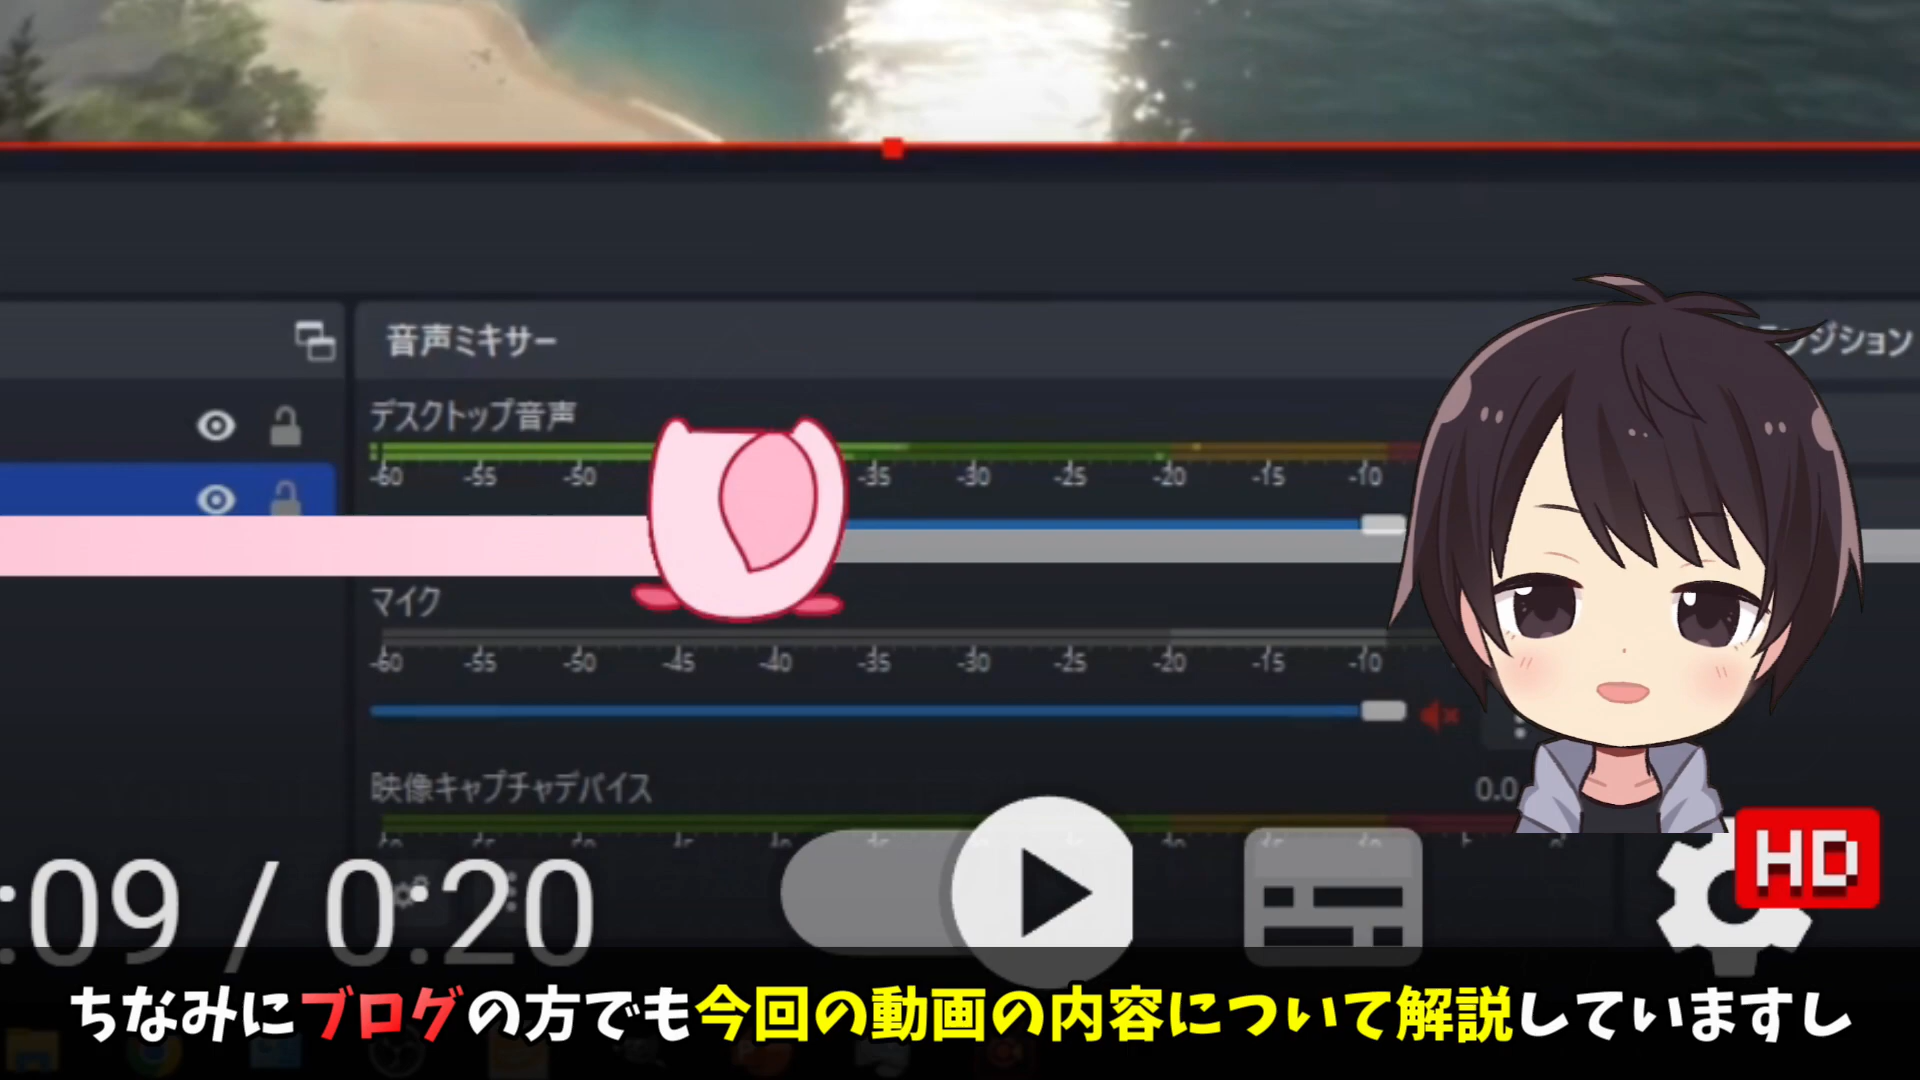 音声ミキサー
ンジション
デスクトップ音声
-60 -55 -50 -35 -30 -25 -20 -15 -10
マイク
-60 -55 -50 -45 -40 -35 -30 -25 -20 -15 -10
映像キャプチャデバイス
0.0
:09 / 0:20
HD
ちなみにブログの方でも今回の動画の内容について解説していますし